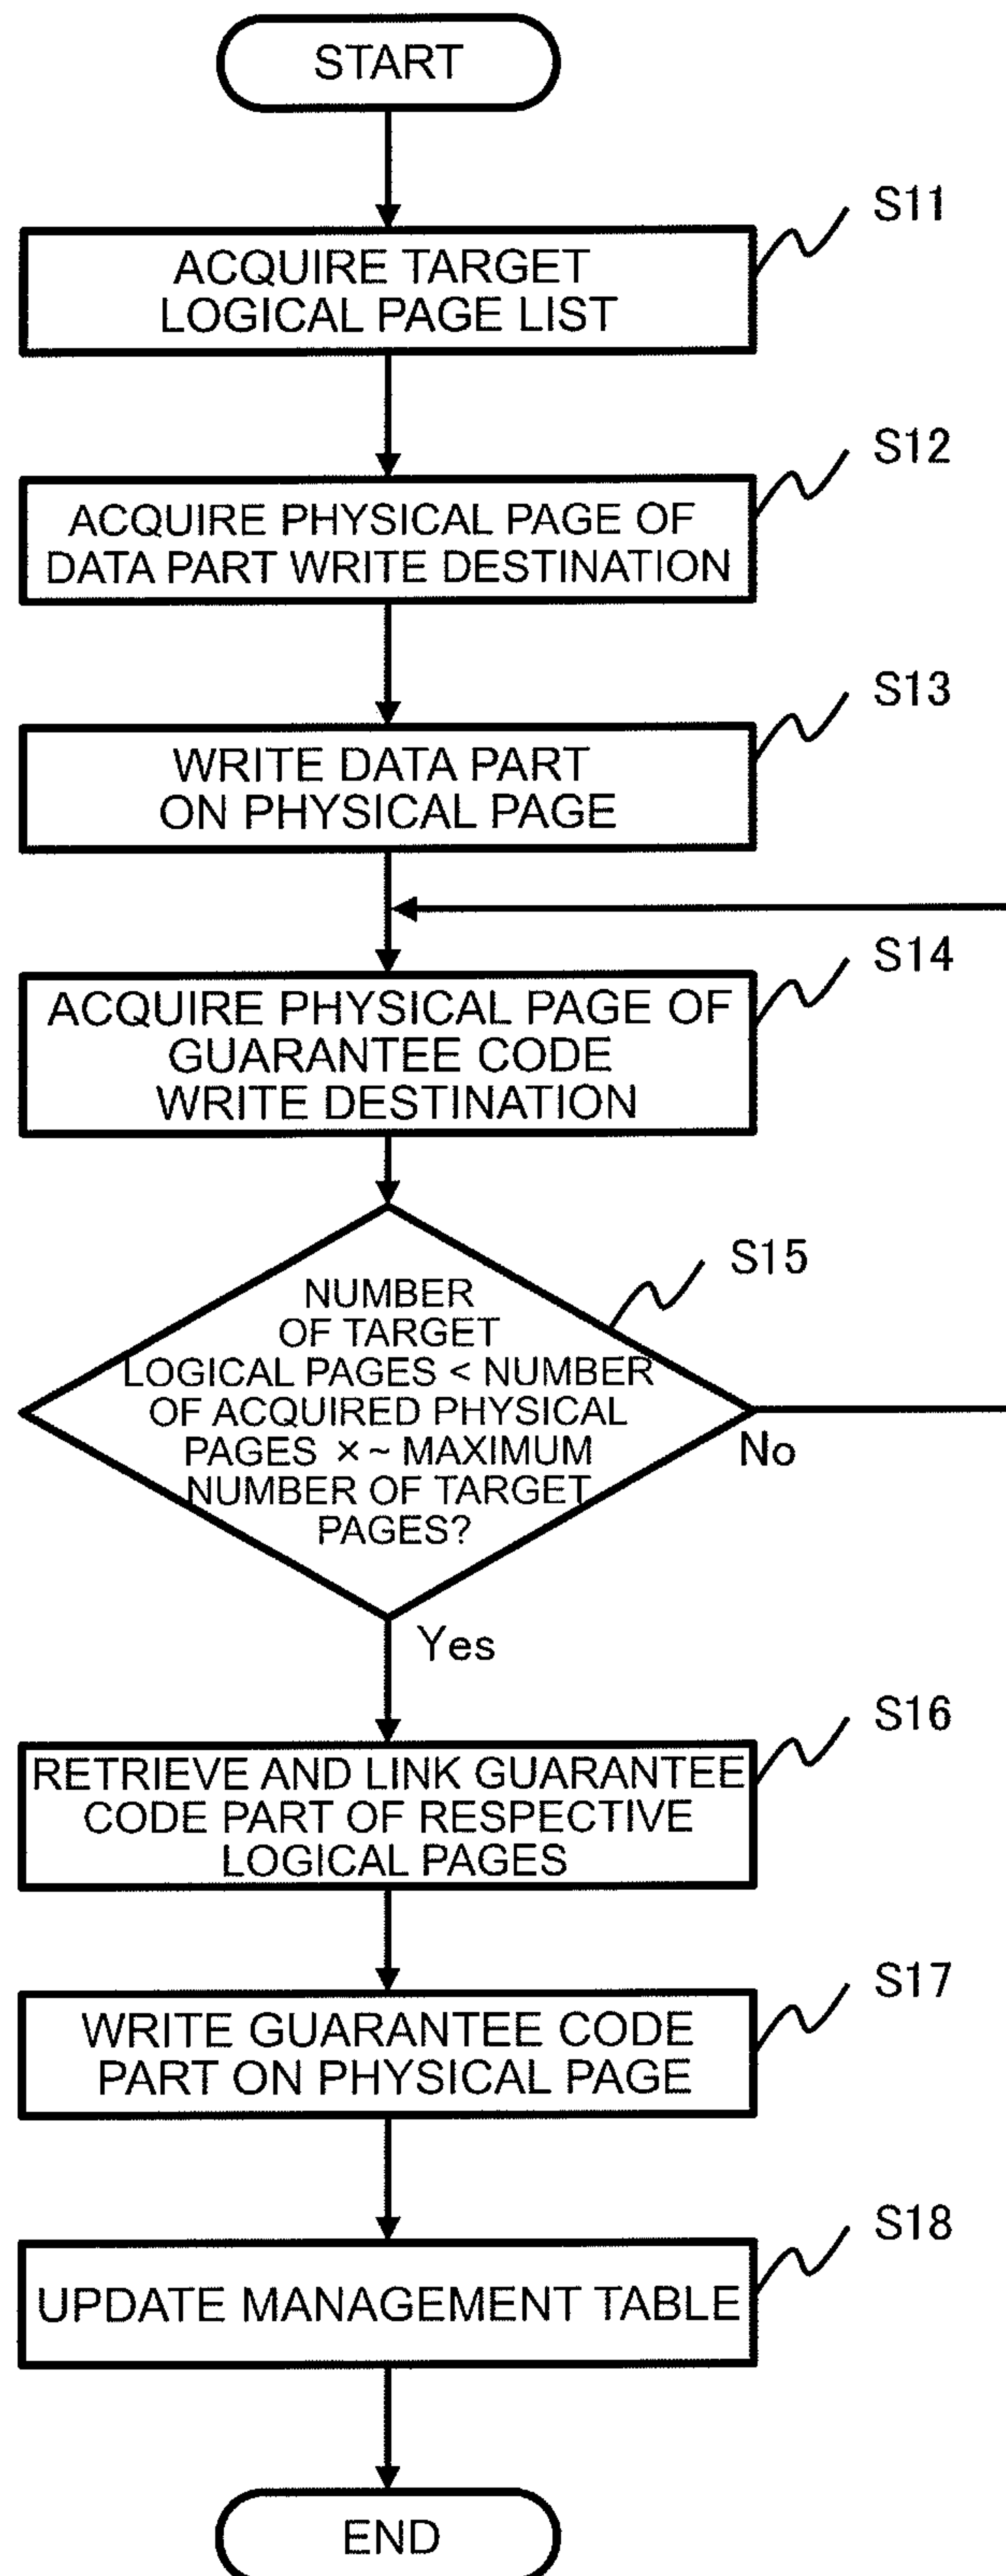 START
S11
ACQUIRE TARGET
LOGICAL PAGE LIST
S12
ACQUIRE PHYSICAL PAGE OF
DATA PART WRITE DESTINATION
S13
WRITE DATA PART
ON PHYSICAL PAGE
S14
ACQUIRE PHYSICAL PAGE OF
GUARANTEE CODE
WRITE DESTINATION
S15
NUMBER
OF TARGET
LOGICAL PAGES < NUMBER
OF ACQUIRED PHYSICAL
PAGES × ~ MAXIMUM
NUMBER OF TARGET
PAGES?
No
Yes
S16
RETRIEVE AND LINK GUARANTEE
CODE PART OF RESPECTIVE
LOGICAL PAGES
S17
WRITE GUARANTEE CODE
PART ON PHYSICAL PAGE
S18
UPDATE MANAGEMENT TABLE
END